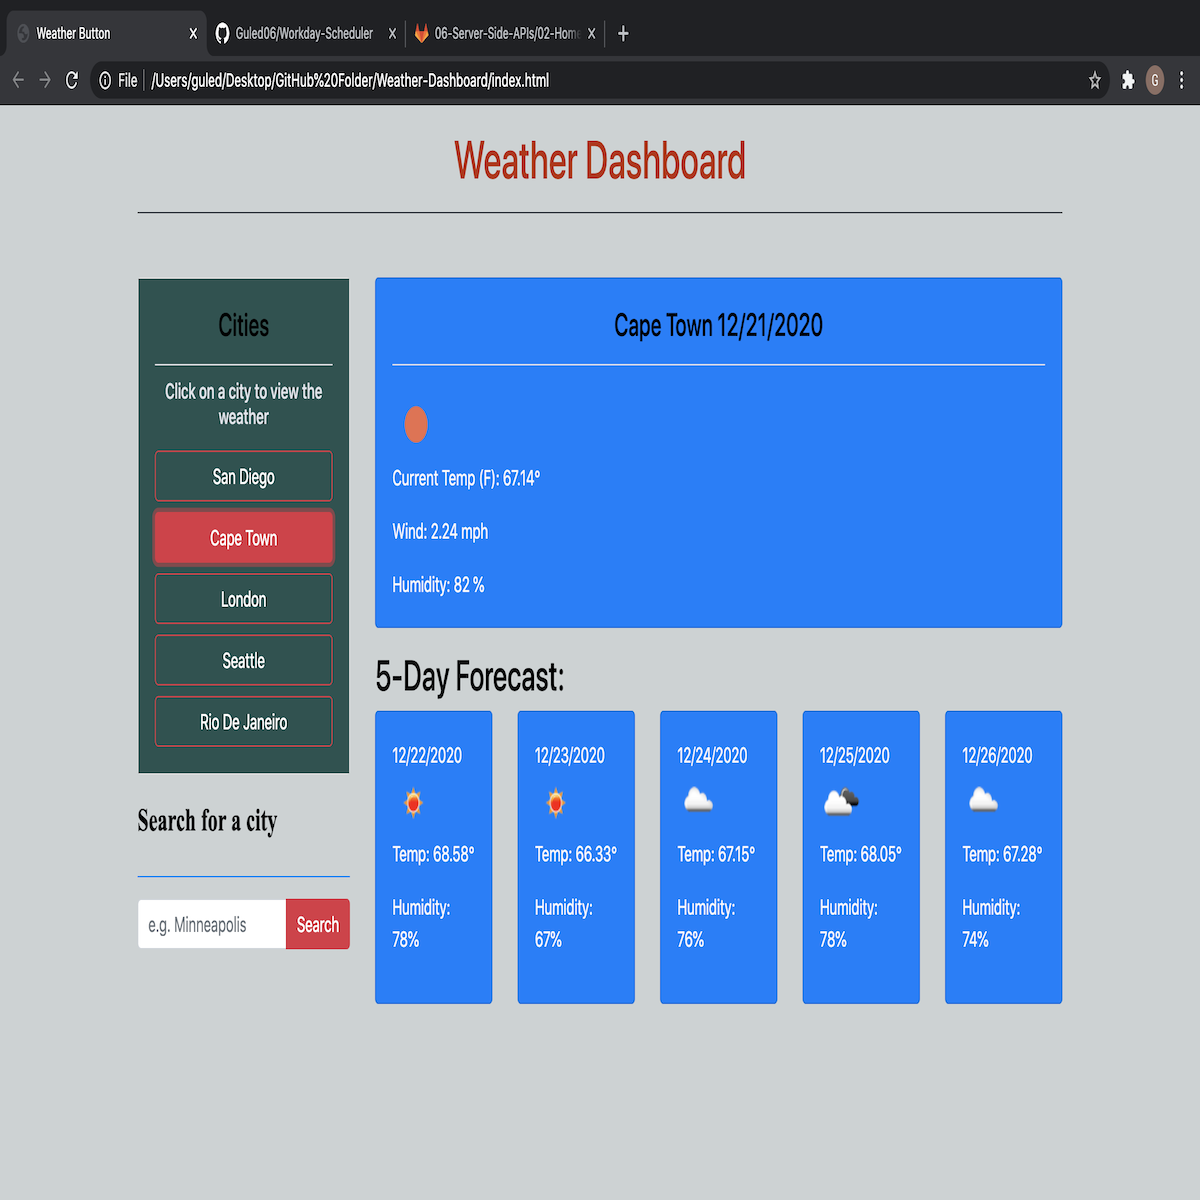 Weather Button
Guled06/Workday-Scheduler
06-Server-Side-APIs/02-Home
File
/Users/guled/Desktop/GitHub%20Folder/Weather-Dashboard/index.html
G
Weather Dashboard
Cities
Click on a city to view the
weather
San Diego
Cape Town
London
Seattle
Rio De Janeiro
Search for a city
e.g. Minneapolis
Search
Cape Town 12/21/2020
Current Temp (F): 67.14°
Wind: 2.24 mph
Humidity: 82 %
5-Day Forecast:
12/22/2020
Temp: 68.58°
Humidity:
78%
12/23/2020
Temp: 66.33°
Humidity:
67%
12/24/2020
Temp: 67.15°
Humidity:
76%
12/25/2020
Temp: 68.05°
Humidity:
78%
12/26/2020
Temp: 67.28°
Humidity:
74%